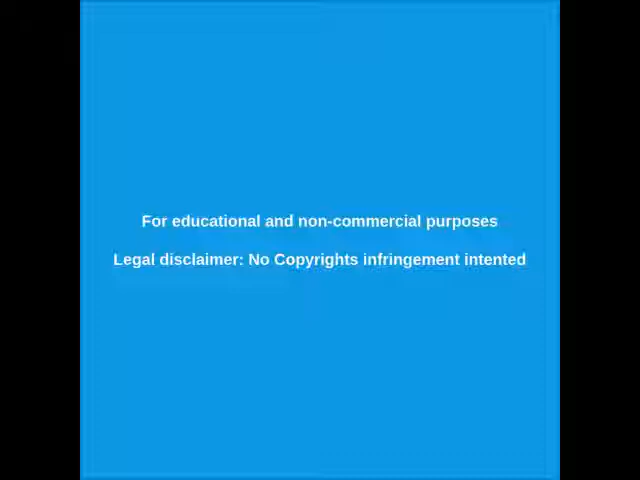 For educational and non-commercial purposes
Legal disclaimer: No Copyrights infringement intented